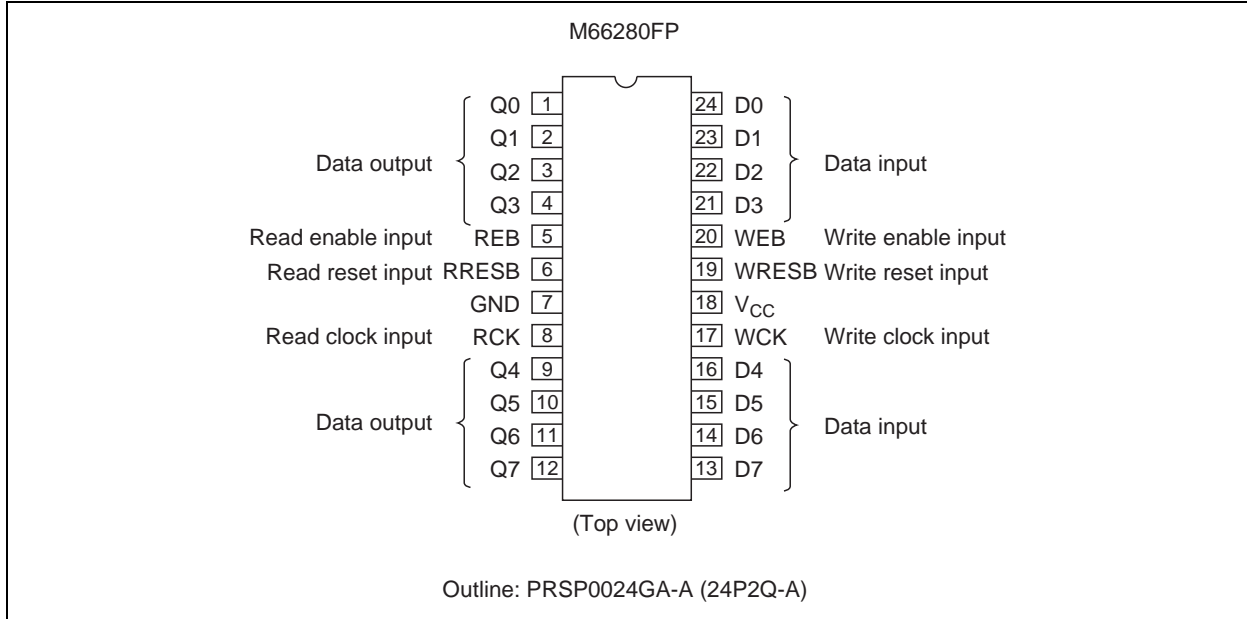 M66280FP
Q0 1 24 D0
Q1 2 23 D1
Data output Q2 3 22 D2 Data input
Q3 4 21 D3
Read enable input REB 5 20 WEB Write enable input
Read reset input RRESB 6 19 WRESB Write reset input
GND 7 18 VCC
Read clock input RCK 8 17 WCK Write clock input
Q4 9 16 D4
Q5 10 15 D5
Data output Q6 11 14 D6 Data input
Q7 12 13 D7
(Top view)
Outline: PRSP0024GA-A (24P2Q-A)